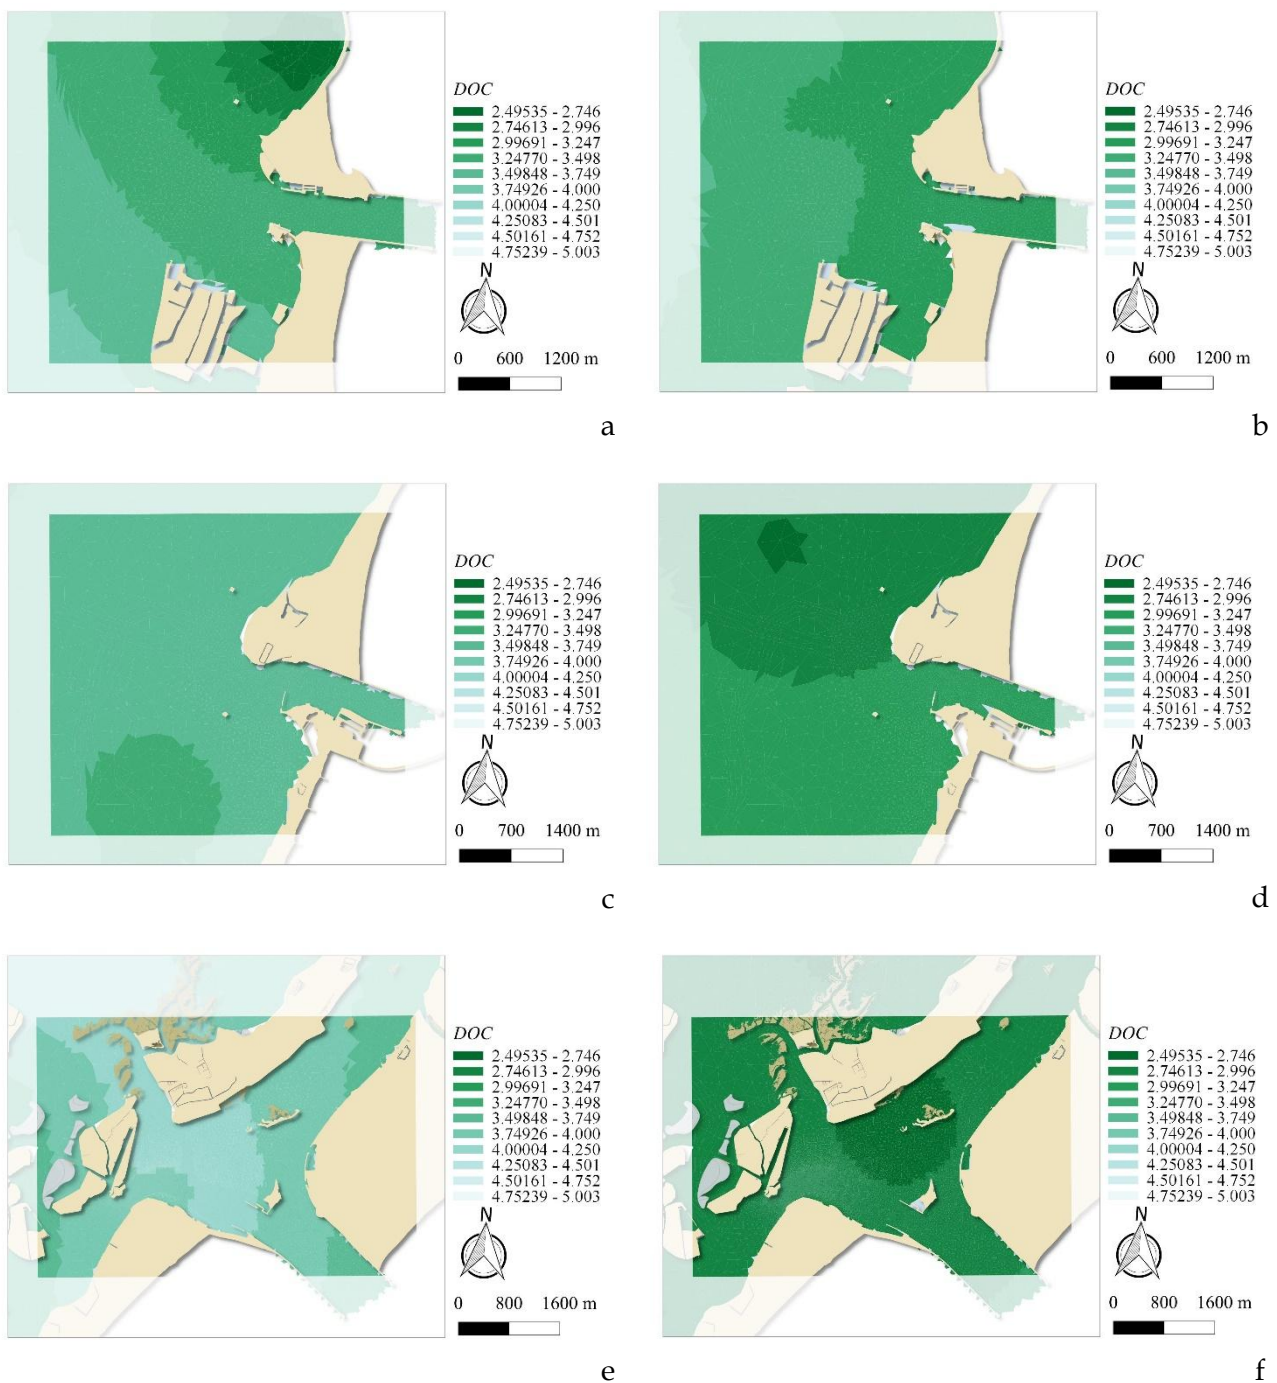 DOC
2.49535 - 2.746
2.74613 - 2.996
2.99691 - 3.247
3.24770 - 3.498
3.49848 - 3.749
3.74926 - 4.000
4.00004 - 4.250
4.25083 - 4.501
4.50161 - 4.752
4.75239 - 5.003
N
0 600 1200 m
a
DOC
2.49535 - 2.746
2.74613 - 2.996
2.99691 - 3.247
3.24770 - 3.498
3.49848 - 3.749
3.74926 - 4.000
4.00004 - 4.250
4.25083 - 4.501
4.50161 - 4.752
4.75239 - 5.003
N
0 600 1200 m
b
DOC
2.49535 - 2.746
2.74613 - 2.996
2.99691 - 3.247
3.24770 - 3.498
3.49848 - 3.749
3.74926 - 4.000
4.00004 - 4.250
4.25083 - 4.501
4.50161 - 4.752
4.75239 - 5.003
N
0 700 1400 m
c
DOC
2.49535 - 2.746
2.74613 - 2.996
2.99691 - 3.247
3.24770 - 3.498
3.49848 - 3.749
3.74926 - 4.000
4.00004 - 4.250
4.25083 - 4.501
4.50161 - 4.752
4.75239 - 5.003
N
0 700 1400 m
d
DOC
2.49535 - 2.746
2.74613 - 2.996
2.99691 - 3.247
3.24770 - 3.498
3.49848 - 3.749
3.74926 - 4.000
4.00004 - 4.250
4.25083 - 4.501
4.50161 - 4.752
4.75239 - 5.003
N
0 800 1600 m
e
DOC
2.49535 - 2.746
2.74613 - 2.996
2.99691 - 3.247
3.24770 - 3.498
3.49848 - 3.749
3.74926 - 4.000
4.00004 - 4.250
4.25083 - 4.501
4.50161 - 4.752
4.75239 - 5.003
N
0 800 1600 m
f